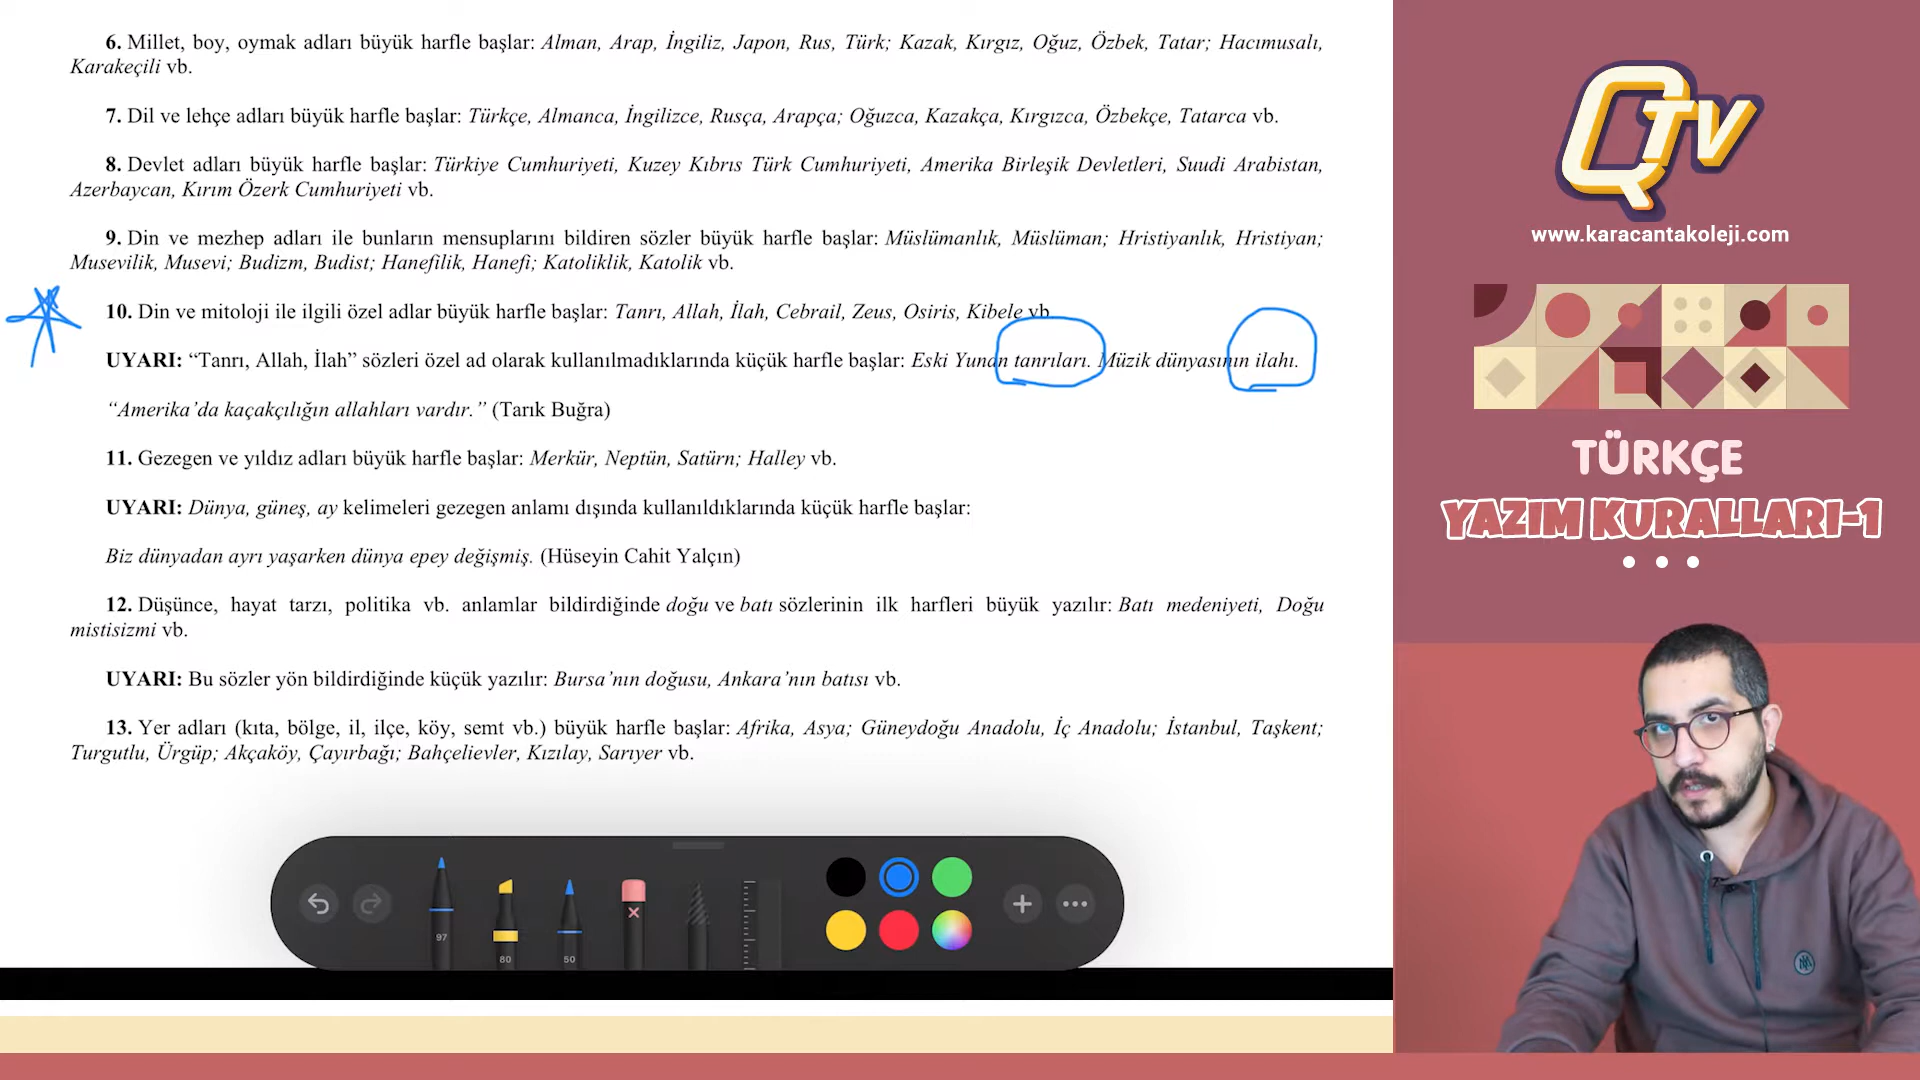 6. Millet, boy, oymak adları büyük harfle başlar: Alman, Arap, İngiliz, Japon, Rus, Türk; Kazak, Kırgız, Oğuz, Özbek, Tatar; Hacımusalı,
Karakeçili vb.
7. Dil ve lehçe adları büyük harfle başlar: Türkçe, Almanca, İngilizce, Rusça, Arapça; Oğuzca, Kazakça, Kırgızca, Özbekçe, Tatarca vb.
8. Devlet adları büyük harfle başlar: Türkiye Cumhuriyeti, Kuzey Kıbrıs Türk Cumhuriyeti, Amerika Birleşik Devletleri, Suudi Arabistan,
Azerbaycan, Kırım Özerk Cumhuriyeti vb.
9. Din ve mezhep adları ile bunların mensuplarını bildiren sözler büyük harfle başlar: Müslümanlık, Müslüman; Hristiyanlık, Hristiyan;
Musevilik, Musevi; Budizm, Budist; Hanefilik, Hanefi; Katoliklik, Katolik vb.
10. Din ve mitoloji ile ilgili özel adlar büyük harfle başlar: Tanrı, Allah, İlah, Cebrail, Zeus, Osiris, Kibele vb.
UYARI: “Tanrı, Allah, İlah” sözleri özel ad olarak kullanılmadıklarında küçük harfle başlar: Eski Yunan tanrıları. Müzik dünyasının ilahı.
“Amerika’da kaçakçılığın allahları vardır.” (Tarık Buğra)
11. Gezegen ve yıldız adları büyük harfle başlar: Merkür, Neptün, Satürn; Halley vb.
UYARI: Dünya, güneş, ay kelimeleri gezegen anlamı dışında kullanıldıklarında küçük harfle başlar:
Biz dünyadan ayrı yaşarken dünya epey değişmiş. (Hüseyin Cahit Yalçın)
12. Düşünce, hayat tarzı, politika vb. anlamlar bildirdiğinde doğu ve batı sözlerinin ilk harfleri büyük yazılır: Batı medeniyeti, Doğu
mistisizmi vb.
UYARI: Bu sözler yön bildirdiğinde küçük yazılır: Bursa’nın doğusu, Ankara’nın batısı vb.
13. Yer adları (kıta, bölge, il, ilçe, köy, semt vb.) büyük harfle başlar: Afrika, Asya; Güneydoğu Anadolu, İç Anadolu; İstanbul, Taşkent;
Turgutlu, Ürgüp; Akçaköy, Çayırbağı; Bahçelievler, Kızılay, Sarıyer vb.
97
80
50
QTV
www.karacantakoleji.com
TÜRKÇE
YAZIM KURALLARI-1